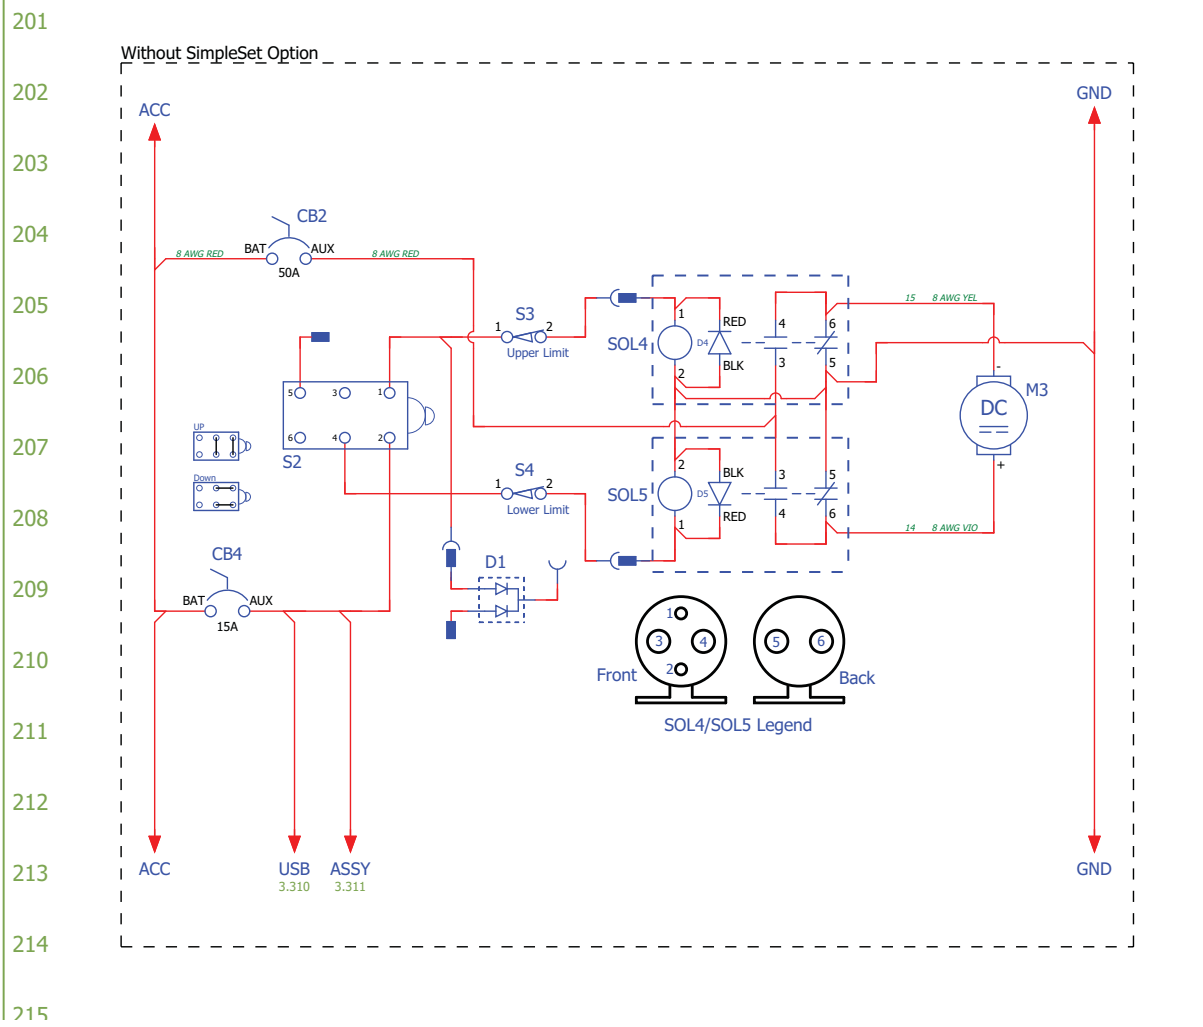 201
Without SimpleSet Option
202
ACC
GND
203
CB2
204
BAT
AUX
8 AWG RED
8 AWG RED
50A
205
15 8 AWG YEL
S3
1
2
Upper Limit
1
RED
4
6
SOL4
D4
BLK
3
5
2
206
-
M3
DC
+
5
3
1
6
4
2
S2
207
UP
Down
S4
1
2
Lower Limit
2
BLK
3
5
SOL5
D5
RED
4
6
1
208
14 8 AWG VIO
CB4
D1
209
BAT
AUX
15A
1
3
4
2
5
6
210
Front
Back
211
SOL4/SOL5 Legend
212
213
ACC
USB
ASSY
GND
3.310
3.311
214
215